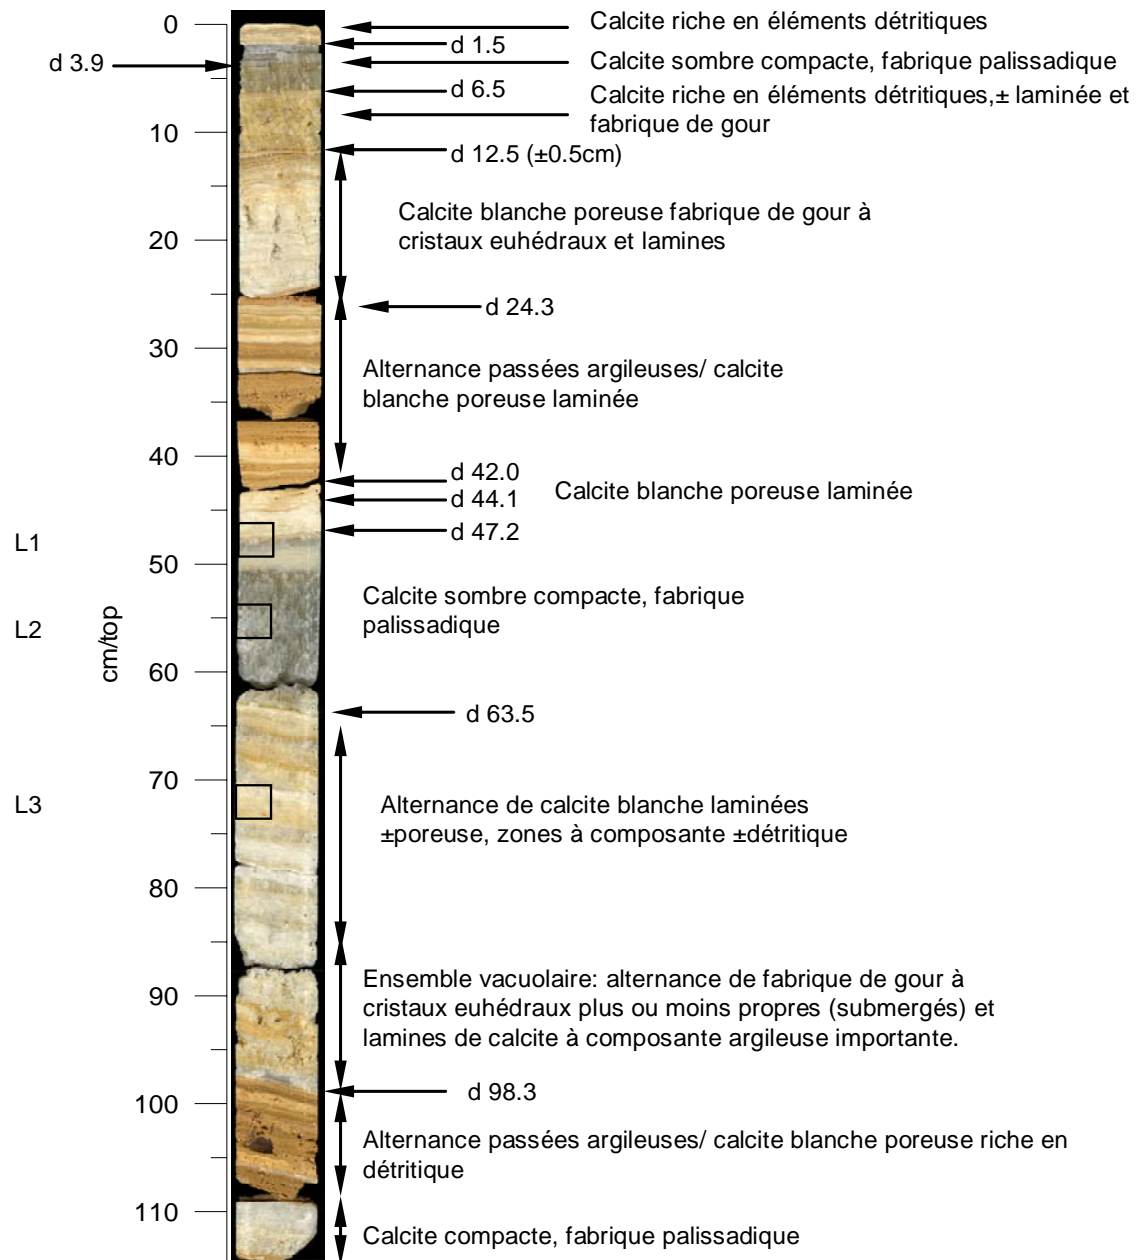 0
Calcite riche en éléments détritiques
d 1.5
d 3.9
Calcite sombre compacte, fabrique palissadique
d 6.5
Calcite riche en éléments détritiques,± laminée et
fabrique de gour
10
d 12.5 (±0.5cm)
Calcite blanche poreuse fabrique de gour à
cristaux euhédraux et lamines
20
d 24.3
30
Alternance passées argileuses/ calcite
blanche poreuse laminée
40
d 42.0
d 44.1
Calcite blanche poreuse laminée
d 47.2
L1
50
Calcite sombre compacte, fabrique
palissadique
L2
cm/top
60
d 63.5
70
L3
Alternance de calcite blanche laminées
±poreuse, zones à composante ±détritique
80
Ensemble vacuolaire: alternance de fabrique de gour à
cristaux euhédraux plus ou moins propres (submergés) et
lamines de calcite à composante argileuse importante.
90
d 98.3
100
Alternance passées argileuses/ calcite blanche poreuse riche en
détritique
110
Calcite compacte, fabrique palissadique